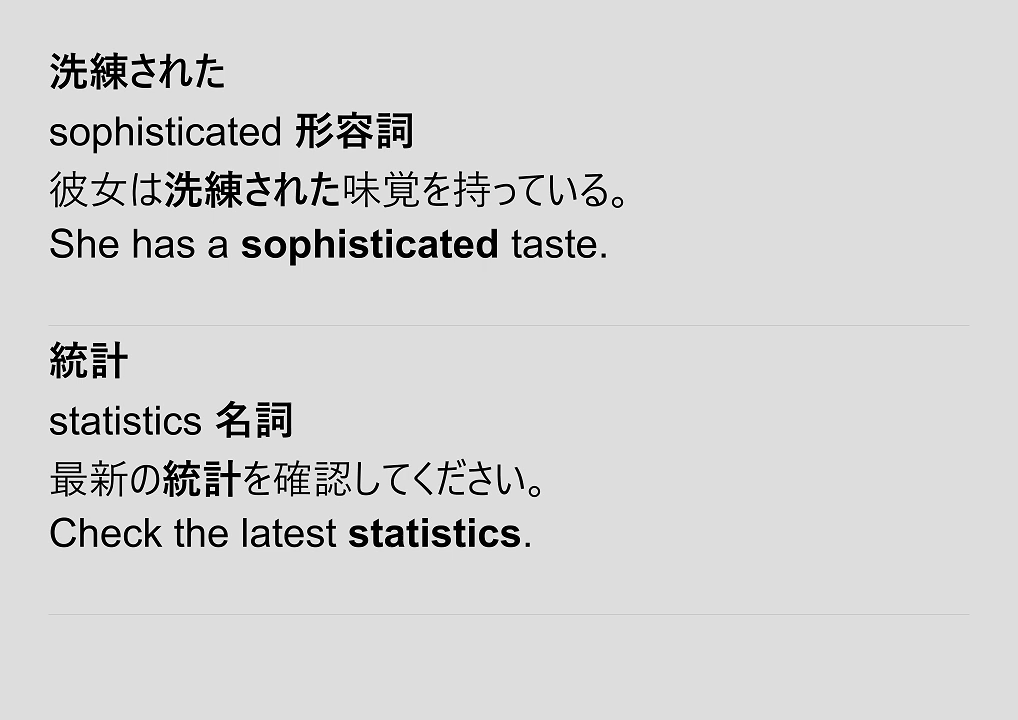 洗練された
sophisticated 形容詞
彼女は洗練された味覚を持っている。
She has a sophisticated taste.
統計
statistics 名詞
最新の統計を確認してください。
Check the latest statistics.